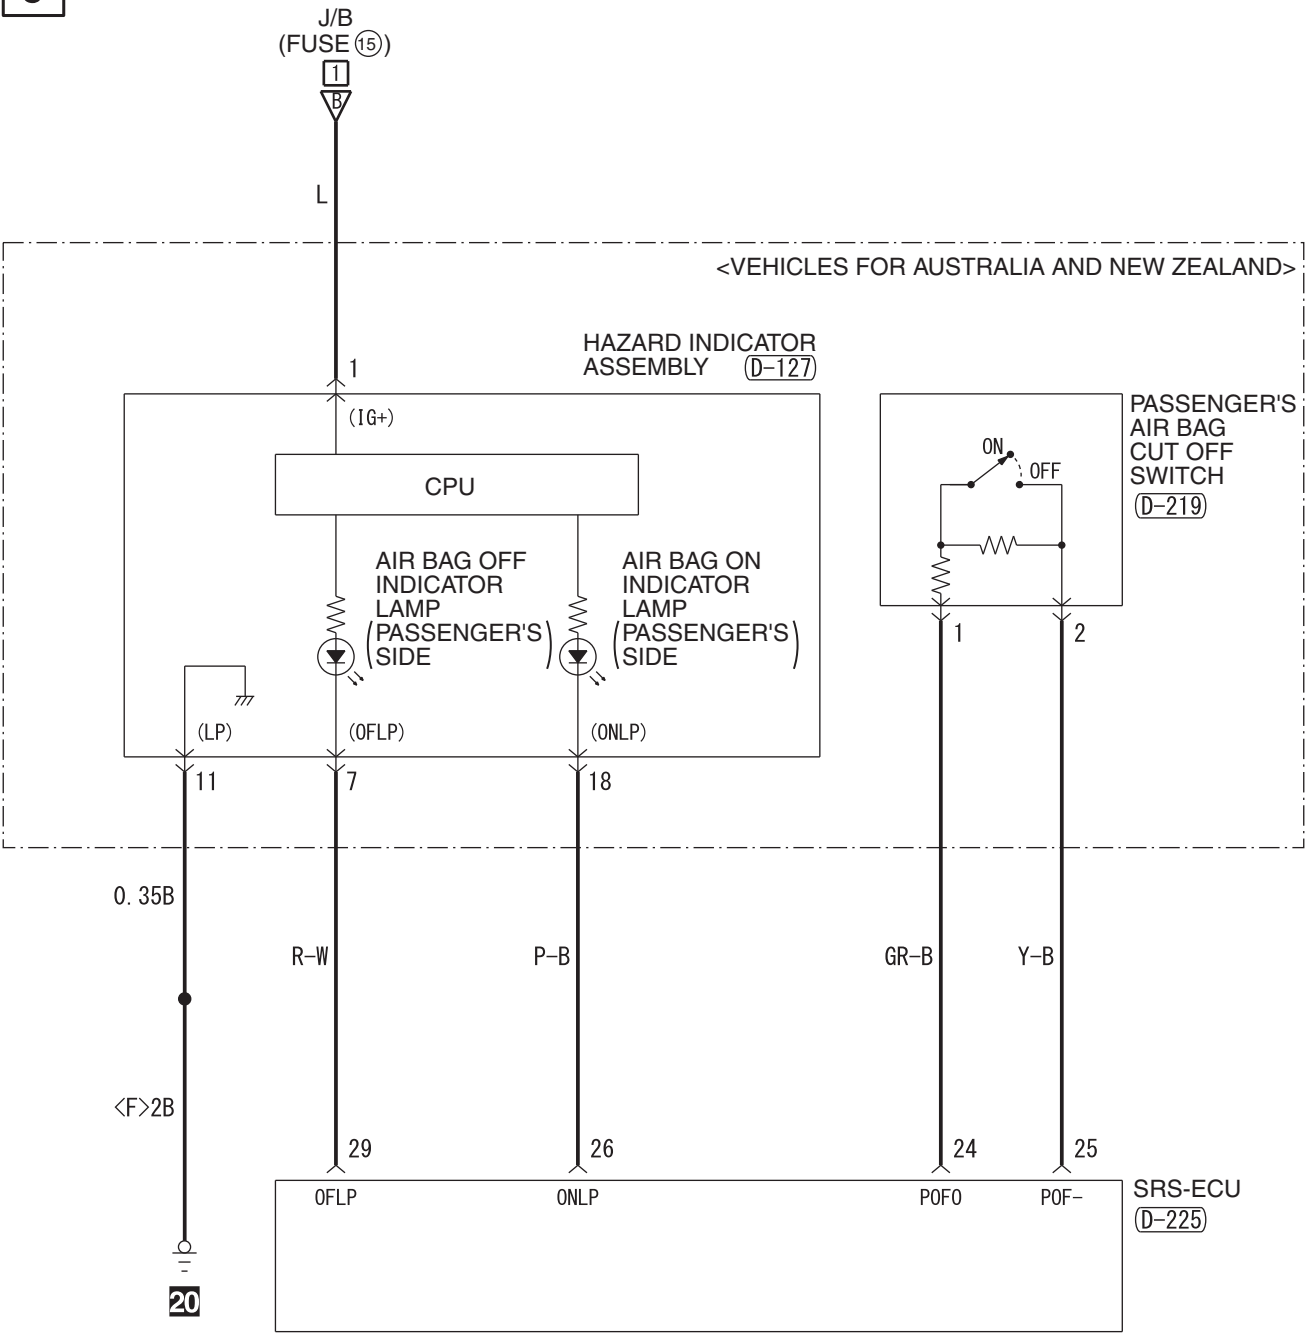 J/B
(FUSE 15)
1
B
L
<VEHICLES FOR AUSTRALIA AND NEW ZEALAND>
HAZARD INDICATOR
ASSEMBLY D-127
1
(IG+)
CPU
PASSENGER'S
AIR BAG
CUT OFF
SWITCH
D-219
ON
OFF
AIR BAG OFF
INDICATOR
LAMP
(PASSENGER'S
SIDE)
AIR BAG ON
INDICATOR
LAMP
(PASSENGER'S
SIDE)
1
2
(LP)
(OFLP)
(ONLP)
11
7
18
0.35B
R-W
P-B
GR-B
Y-B
<F>2B
29
26
24
25
OFLP
ONLP
POFO
POF-
SRS-ECU
D-225
20